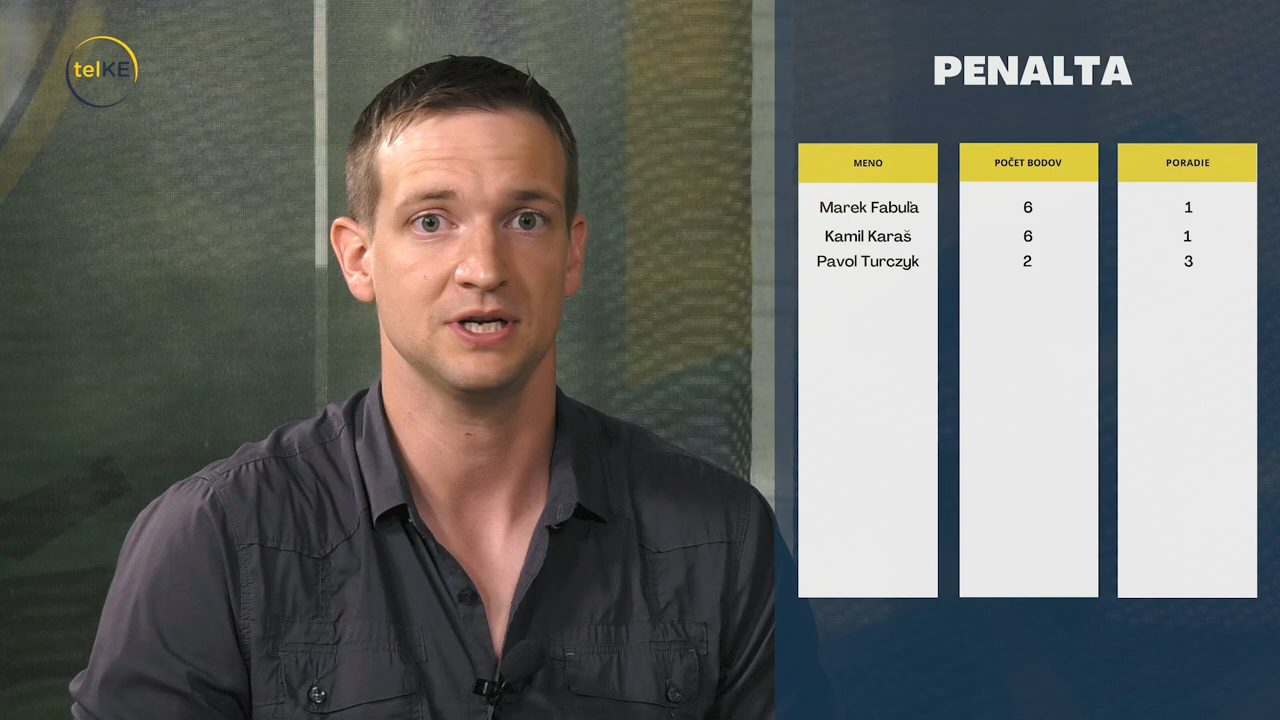 telKE
PENALTA
MENO POČET BODOV PORADIE
Marek Fabuľa 6 1
Kamil Karaš 6 1
Pavol Turczyk 2 3